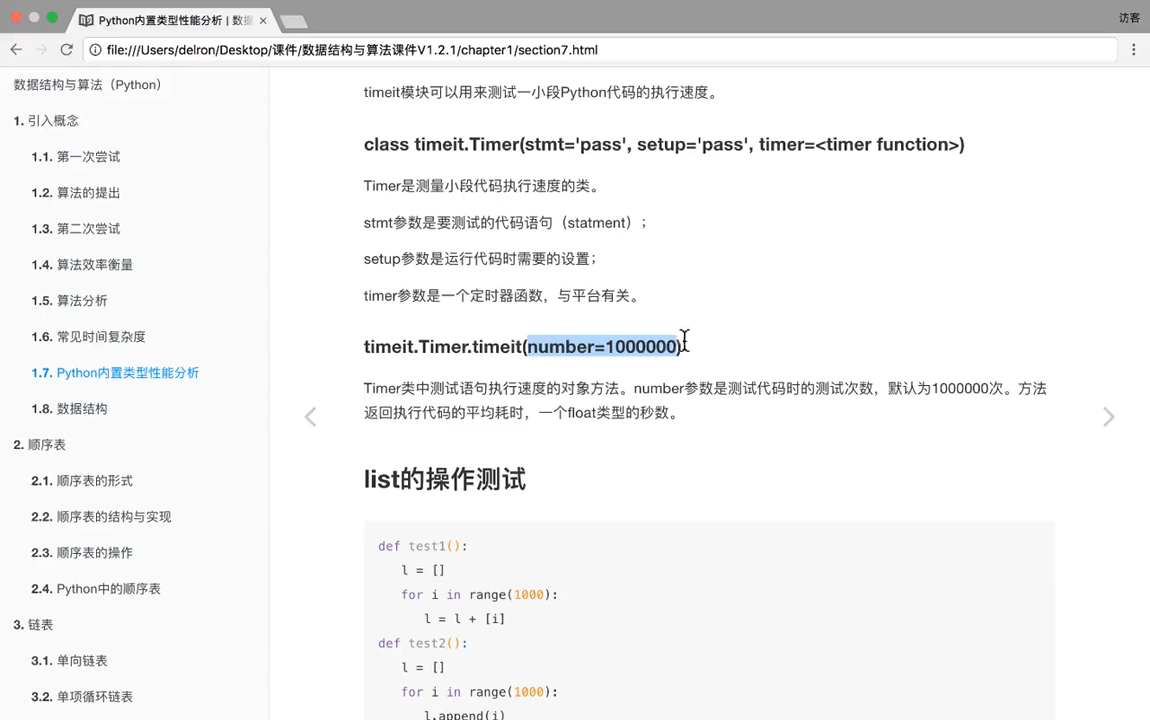 Python内置类型性能分析 | 数据
访客
file:///Users/delron/Desktop/课件/数据结构与算法课件V1.2.1/chapter1/section7.html
数据结构与算法（Python）
1. 引入概念
1.1. 第一次尝试
1.2. 算法的提出
1.3. 第二次尝试
1.4. 算法效率衡量
1.5. 算法分析
1.6. 常见时间复杂度
1.7. Python内置类型性能分析
1.8. 数据结构
2. 顺序表
2.1. 顺序表的形式
2.2. 顺序表的结构与实现
2.3. 顺序表的操作
2.4. Python中的顺序表
3. 链表
3.1. 单向链表
3.2. 单项循环链表
timeit模块可以用来测试一小段Python代码的执行速度。
class timeit.Timer(stmt='pass', setup='pass', timer=<timer function>)
Timer是测量小段代码执行速度的类。
stmt参数是要测试的代码语句（statment）；
setup参数是运行代码时需要的设置；
timer参数是一个定时器函数，与平台有关。
timeit.Timer.timeit(number=1000000)
Timer类中测试语句执行速度的对象方法。number参数是测试代码时的测试次数，默认为1000000次。方法
返回执行代码的平均耗时，一个float类型的秒数。
list的操作测试
def test1():
l = []
for i in range(1000):
l = l + [i]
def test2():
l = []
for i in range(1000):
l.append(i)